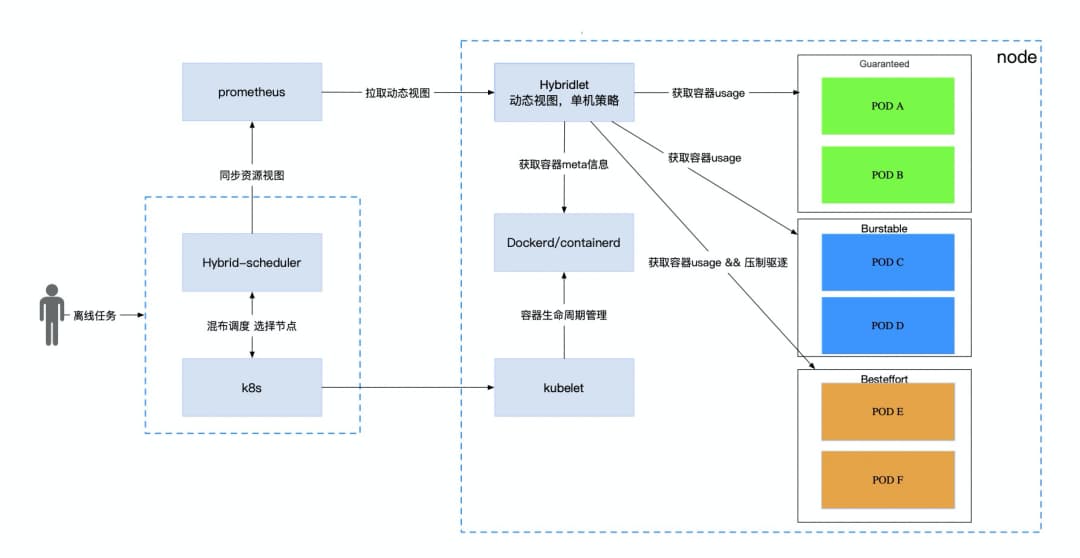 node
prometheus
拉取动态视图
Hybridlet
动态视图，单机策略
获取容器usage
Guaranteed
POD A
POD B
获取容器usage
获取容器meta信息
同步资源视图
Dockerd/containerd
Burstable
POD C
POD D
Hybrid-scheduler
获取容器usage && 压制驱逐
离线任务
混布调度 选择节点
容器生命周期管理
k8s
kubelet
Besteffort
POD E
POD F